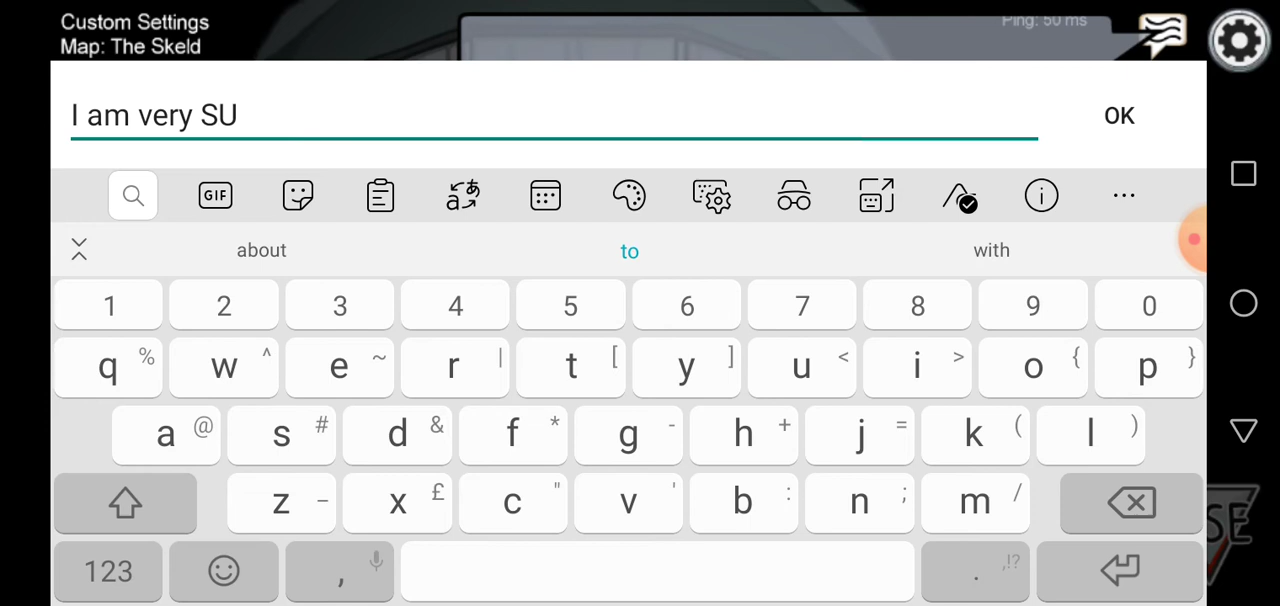 Custom Settings
Map: The Skeld
Ping: 50 ms
I am very SU
OK
GIF
about to with
1 2 3 4 5 6 7 8 9 0
q % w ^ e ~ r | t [ y ] u < i > o { p }
a @ s # d & f * g - h + j = k ( l )
z _ x £ c " v ' b : n ; m /
123 , . ,!?
SE